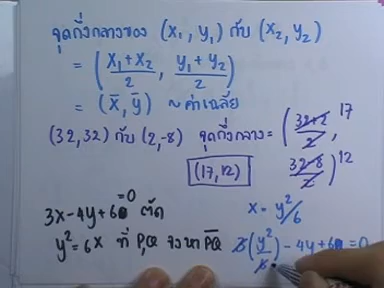 จุดกึ่งกลางของ (x₁, y₁) กับ (x₂, y₂)
= ( (x₁+x₂)/2 , (y₁+y₂)/2 )
= (x̄, ȳ) ~ ค่าเฉลี่ย
(32,32) กับ (2,-8) จุดกึ่งกลาง = ( (32+2)/2 17 , (32-8)/2 ) 12
(17,12)
3x-4y+6 =0 ตัด x = y²/6
y² = 6x ที่ P,Q จงหา PQ̅ 3(y²/6) - 4y+6 = 0